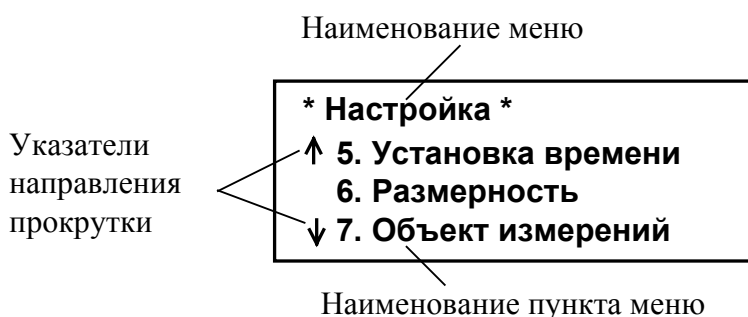 Наименование меню
* Настройка *
↑ 5. Установка времени
6. Размерность
↓ 7. Объект измерений
Указатели
направления
прокрутки
Наименование пункта меню